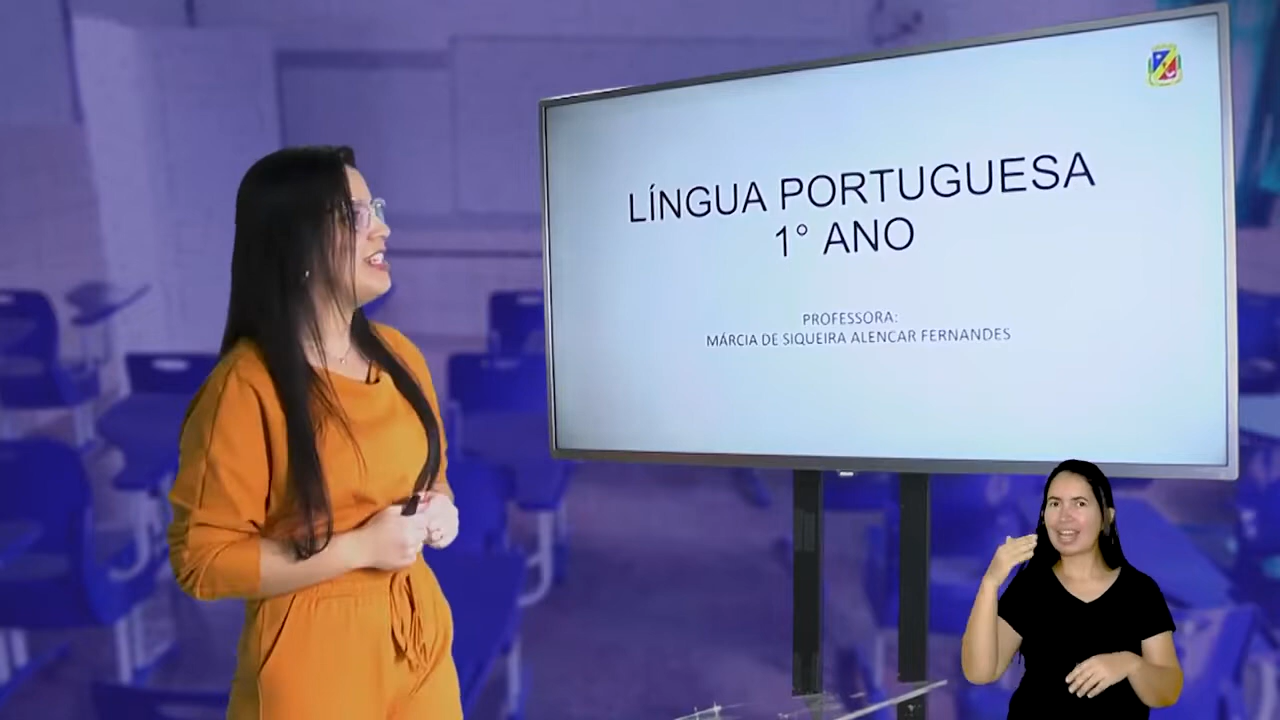 LÍNGUA PORTUGUESA
1° ANO
PROFESSORA:
MÁRCIA DE SIQUEIRA ALENCAR FERNANDES